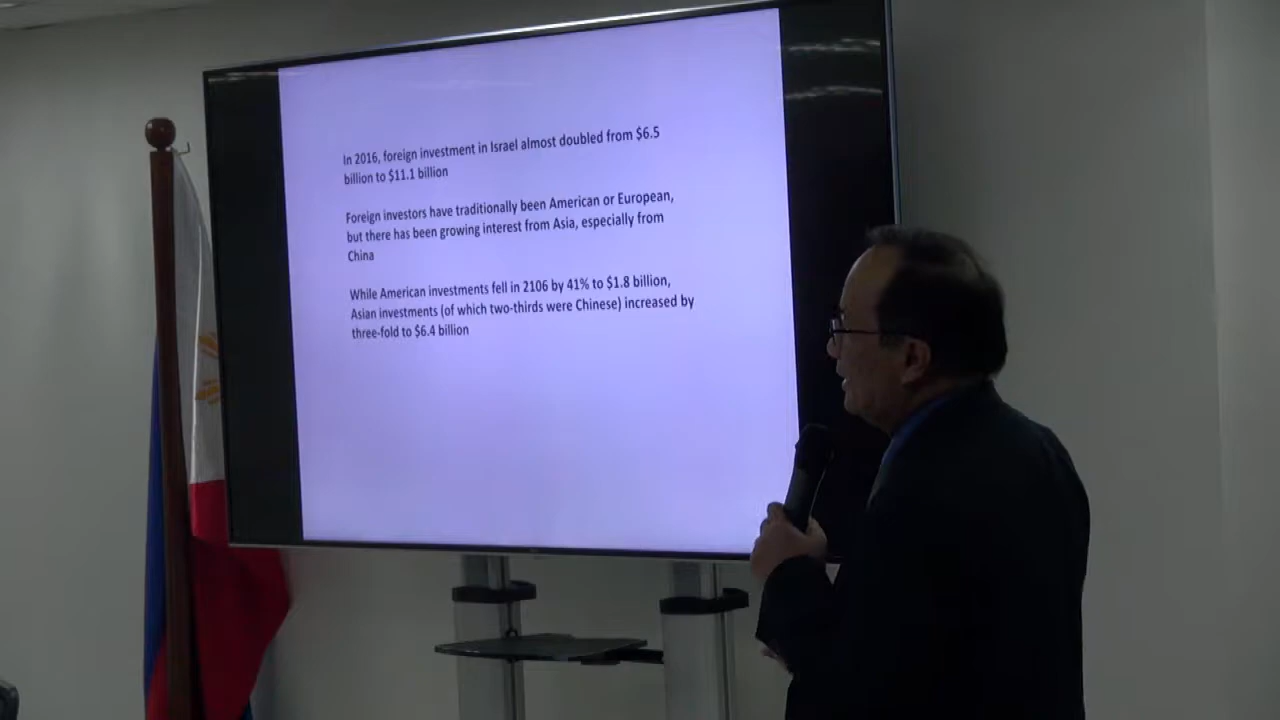 In 2016, foreign investment in Israel almost doubled from $6.5
billion to $11.1 billion
Foreign investors have traditionally been American or European,
but there has been growing interest from Asia, especially from
China
While American investments fell in 2106 by 41% to $1.8 billion,
Asian investments (of which two-thirds were Chinese) increased by
three-fold to $6.4 billion